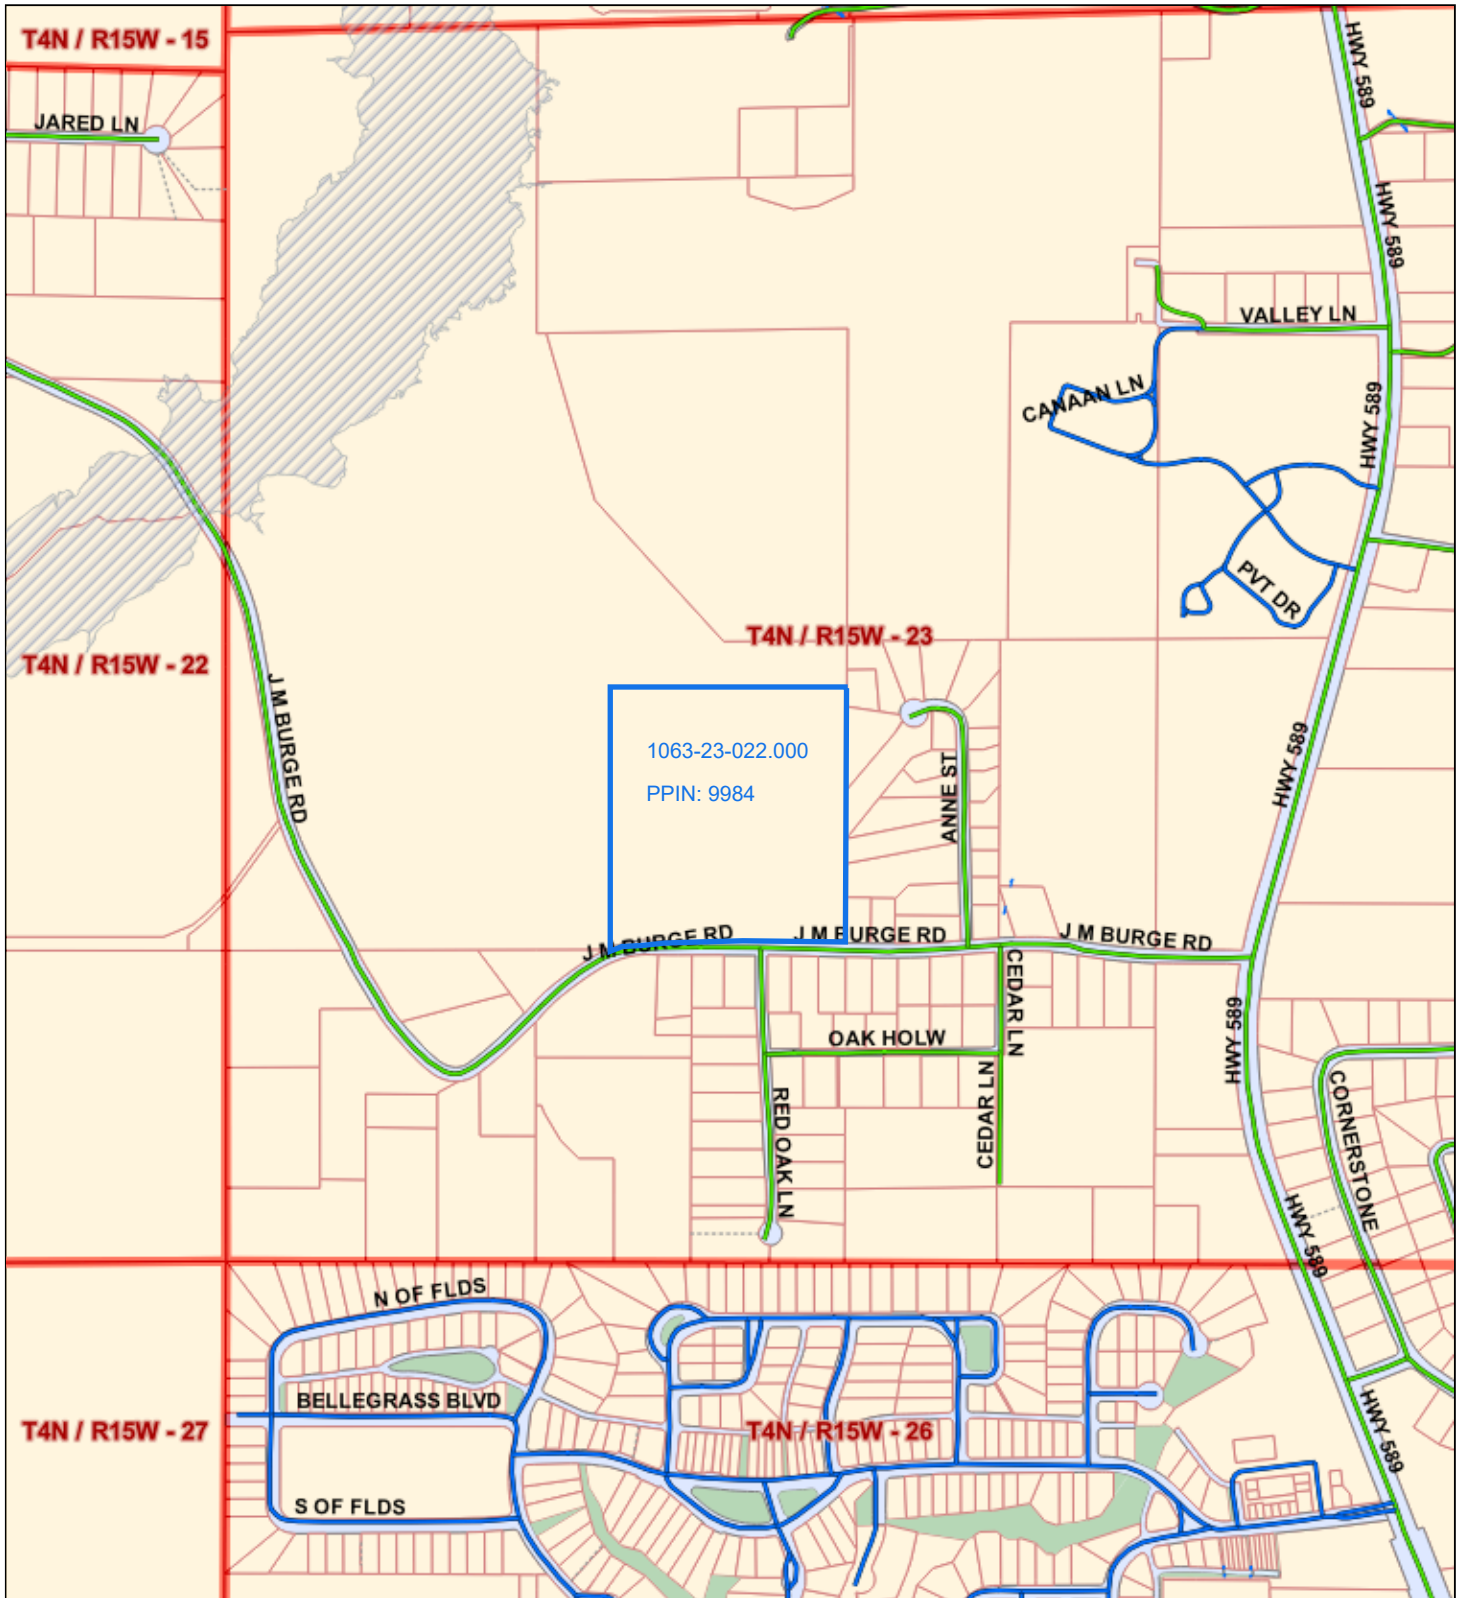 T4N / R15W - 15
HWY 589
JARED LN
HWY 589
VALLEY LN
CANAAN LN
HWY 589
PVT DR
T4N / R15W - 23
T4N / R15W - 22
J M BURGE RD
1063-23-022.000
PPIN: 9984
ANNE ST
HWY 589
J M BURGE RD
J M BURGE RD
J M BURGE RD
CEDAR LN
OAK HOLW
HWY 589
CEDAR LN
RED OAK LN
CORNERSTONE
HWY 589
N OF FLDS
BELLEGRASS BLVD
T4N / R15W - 27
T4N / R15W - 26
HWY 589
S OF FLDS